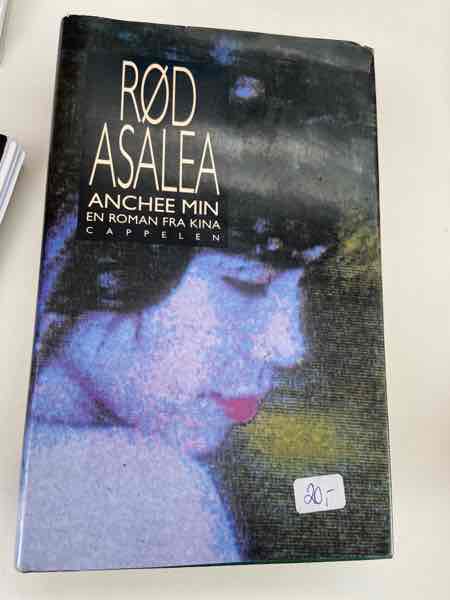 RØD
ASALEA
ANCHEE MIN
EN ROMAN FRA KINA
CAPPELEN
20,-